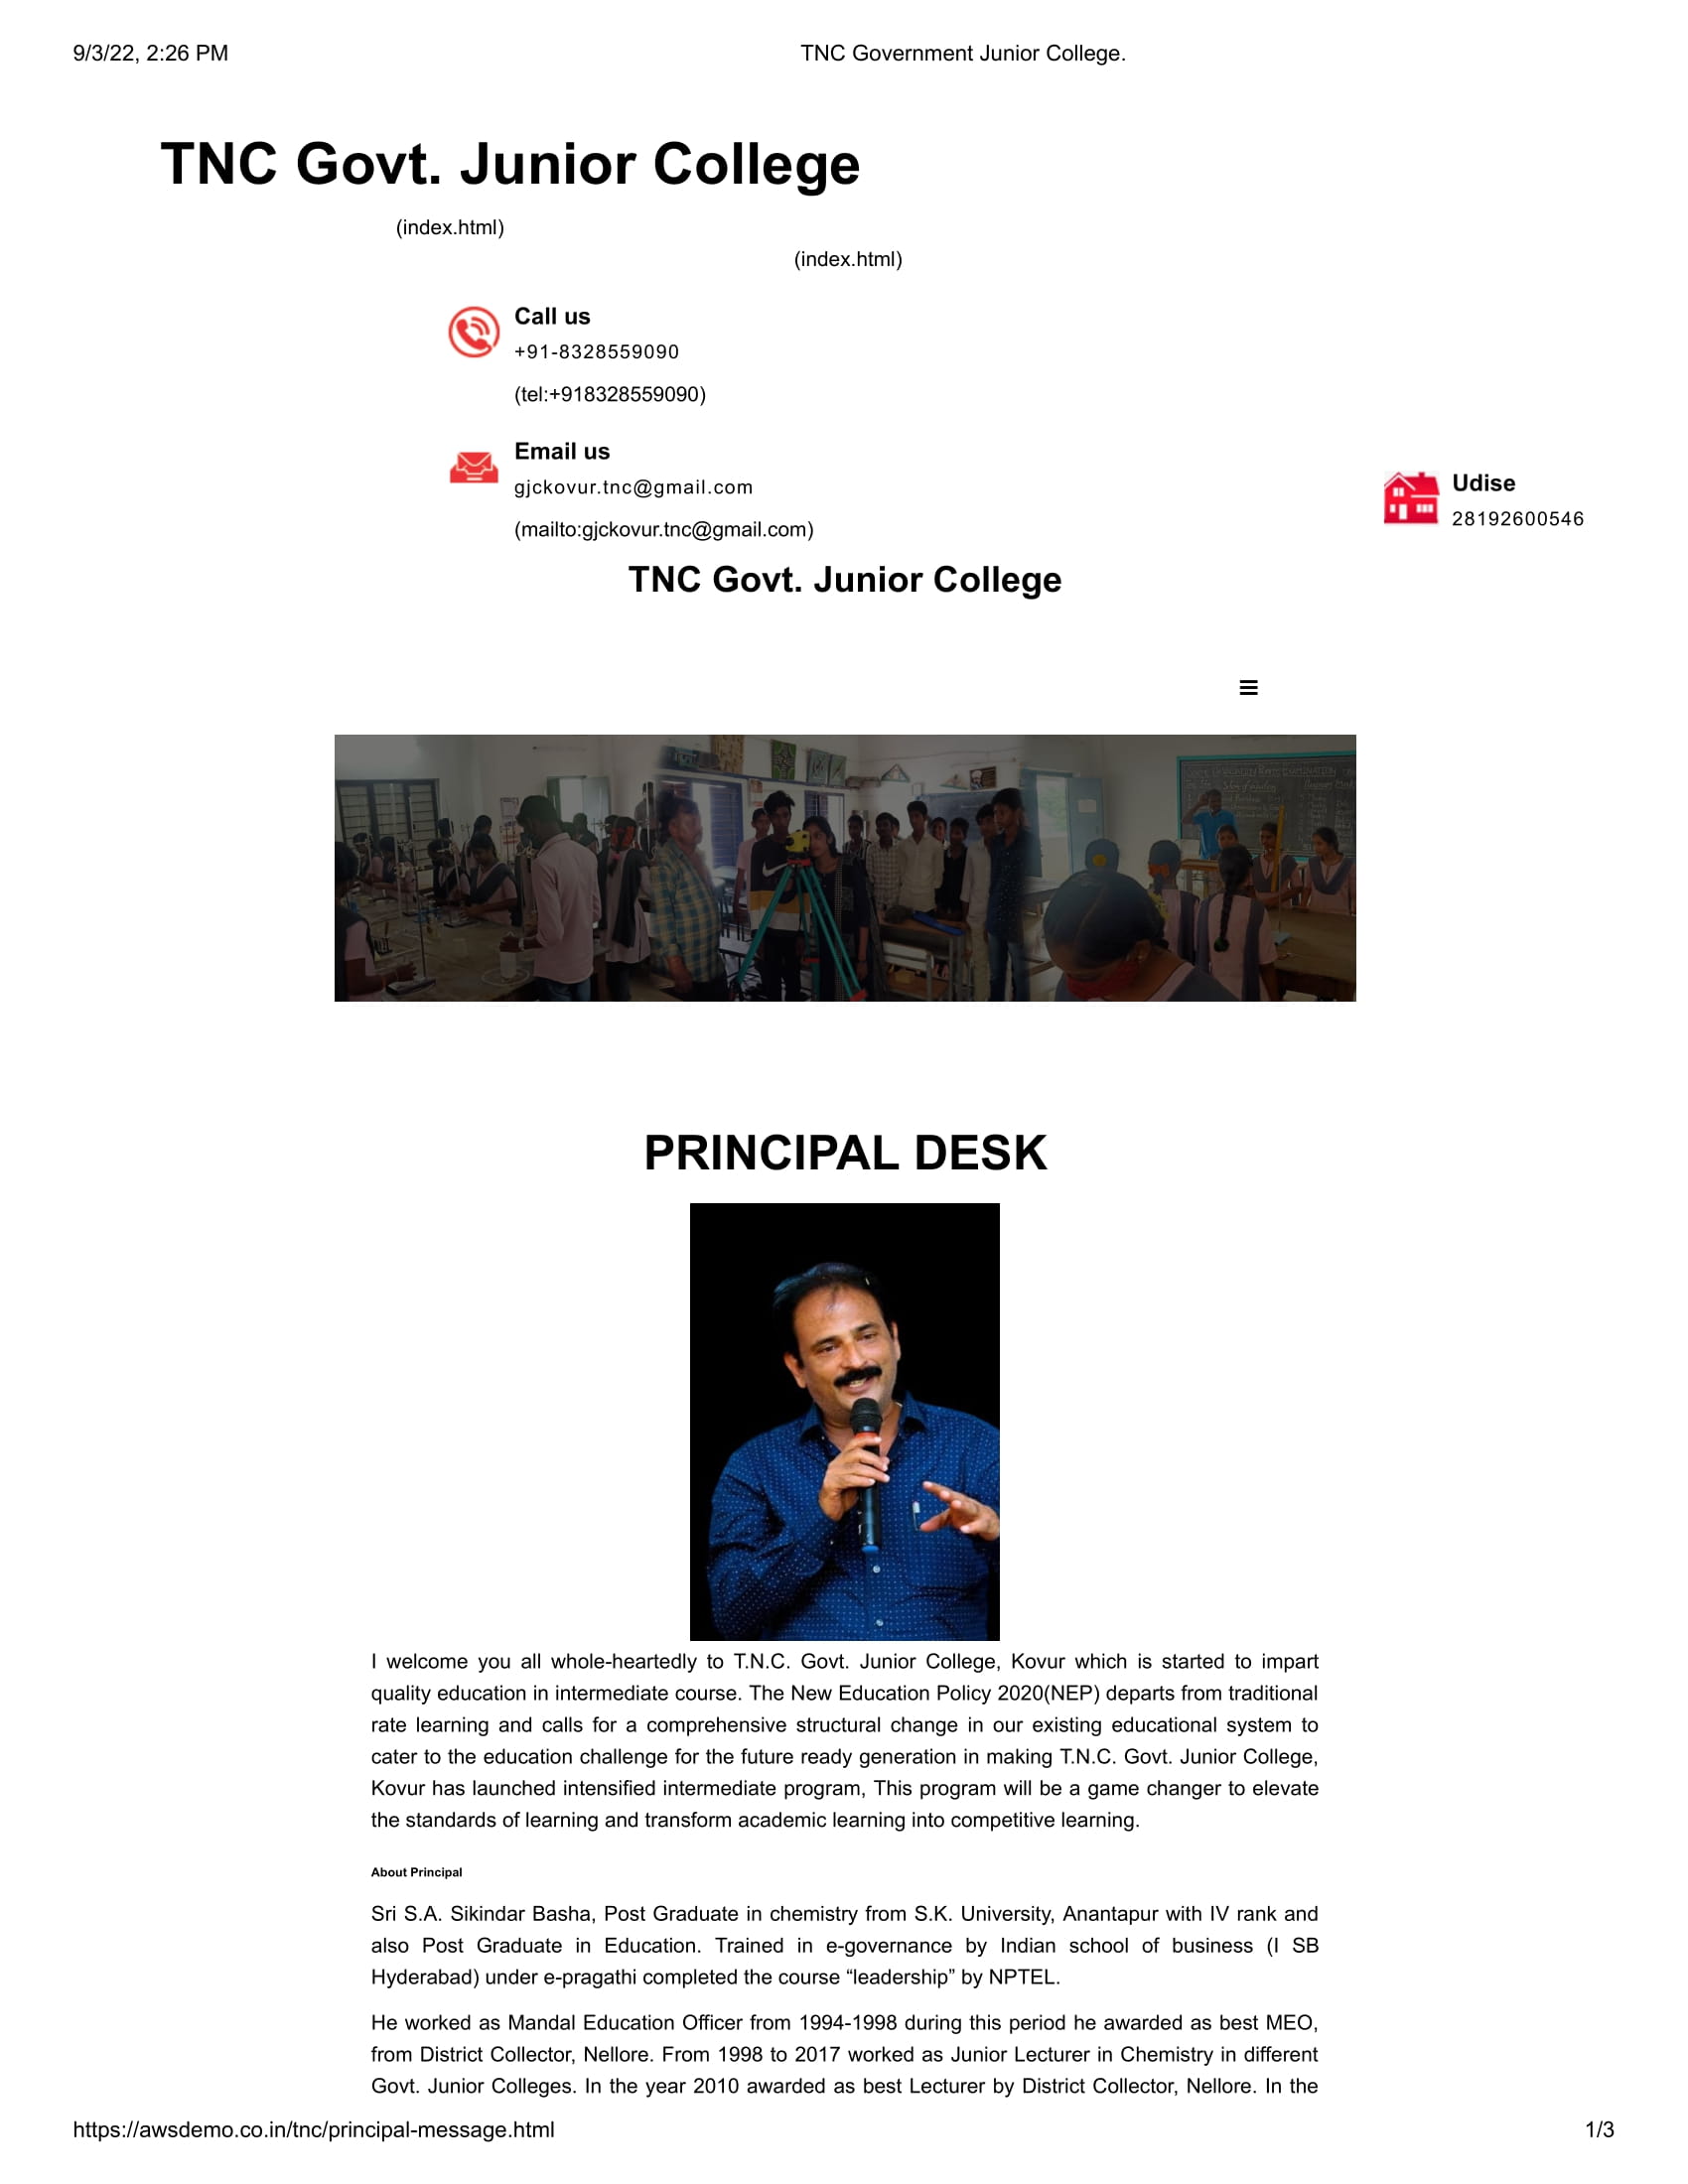 9/3/22, 2:26 PM
TNC Government Junior College.
TNC Govt. Junior College
(index.html)
(index.html)
Call us
+91-8328559090
(tel:+918328559090)
Email us
gjckovur.tnc@gmail.com
(mailto:gjckovur.tnc@gmail.com)
Udise
28192600546
TNC Govt. Junior College
PRINCIPAL DESK
I welcome you all whole-heartedly to T.N.C. Govt. Junior College, Kovur which is started to impart
quality education in intermediate course. The New Education Policy 2020(NEP) departs from traditional
rate learning and calls for a comprehensive structural change in our existing educational system to
cater to the education challenge for the future ready generation in making T.N.C. Govt. Junior College,
Kovur has launched intensified intermediate program, This program will be a game changer to elevate
the standards of learning and transform academic learning into competitive learning.
About Principal
Sri S.A. Sikindar Basha, Post Graduate in chemistry from S.K. University, Anantapur with IV rank and
also Post Graduate in Education. Trained in e-governance by Indian school of business (I SB
Hyderabad) under e-pragathi completed the course “leadership” by NPTEL.
He worked as Mandal Education Officer from 1994-1998 during this period he awarded as best MEO,
from District Collector, Nellore. From 1998 to 2017 worked as Junior Lecturer in Chemistry in different
Govt. Junior Colleges. In the year 2010 awarded as best Lecturer by District Collector, Nellore. In the
https://awsdemo.co.in/tnc/principal-message.html
1/3